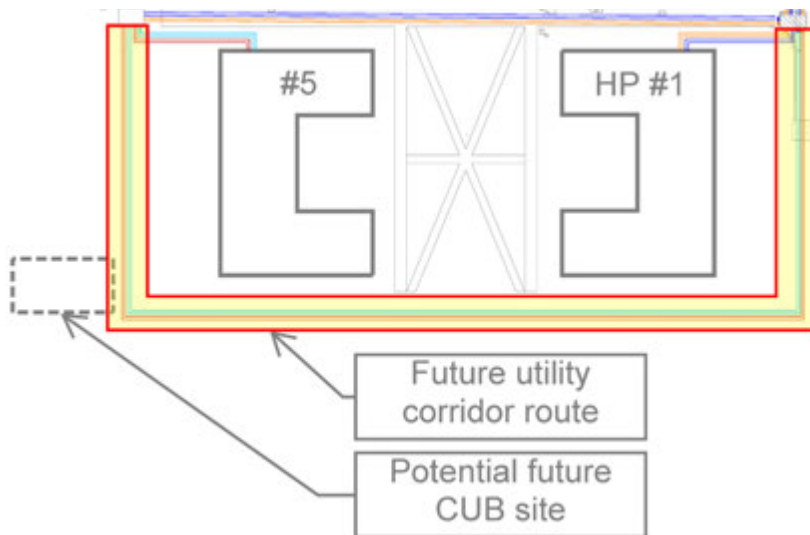 #5
HP #1
Future utility
corridor route
Potential future
CUB site